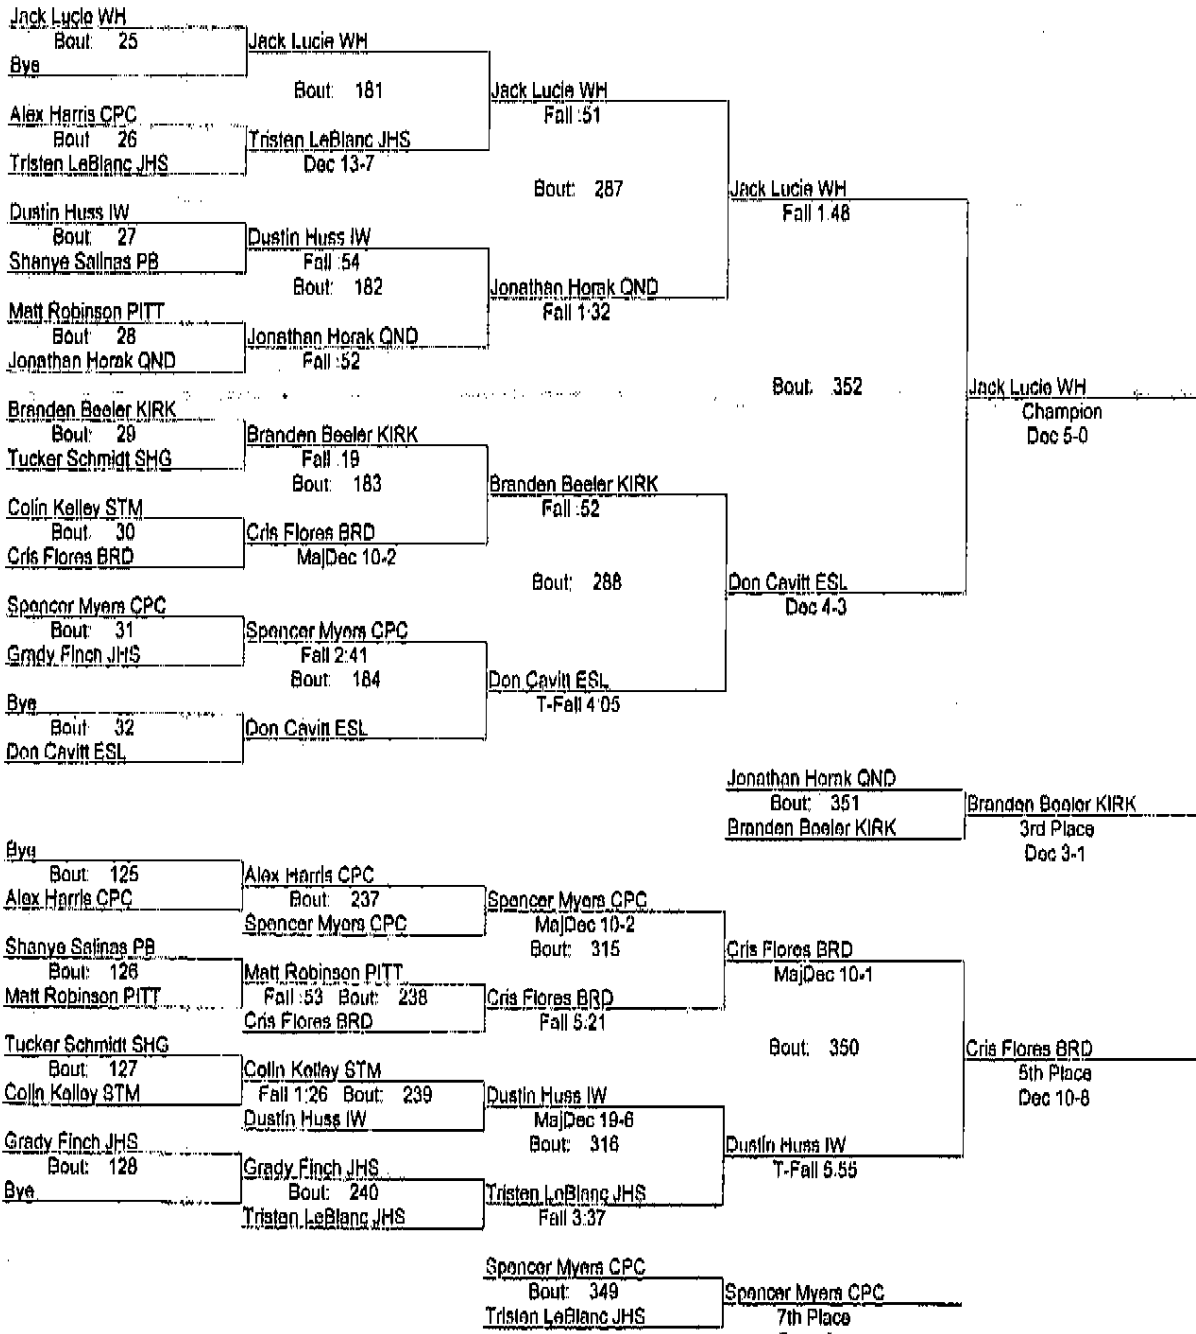 Jack Lucie WH
Bout: 25
Bye
Jack Lucie WH
Bout: 181
Alex Harris CPC
Bout 26
Tristen LeBlanc JHS
Tristen LeBlanc JHS
Dec 13-7
Jack Lucie WH
Fall :51
Bout: 287
Dustin Huss IW
Bout: 27
Shanye Salinas PB
Dustin Huss IW
Fall :54
Bout: 182
Matt Robinson PITT
Bout: 28
Jonathan Horak QND
Jonathan Horak QND
Fall :52
Jonathan Horak QND
Fall 1:32
Jack Lucie WH
Fall 1:48
Bout: 352
Branden Beeler KIRK
Bout: 29
Tucker Schmidt SHG
Branden Beeler KIRK
Fall :19
Bout: 183
Colin Kelley STM
Bout: 30
Cris Flores BRD
Cris Flores BRD
MajDec 10-2
Branden Beeler KIRK
Fall :52
Bout: 288
Spencer Myers CPC
Bout: 31
Grady Finch JHS
Spencer Myers CPC
Fall 2:41
Bout: 184
Bye
Bout: 32
Don Cavitt ESL
Don Cavitt ESL
Don Cavitt ESL
T-Fall 4:05
Don Cavitt ESL
Dec 4-3
Jack Lucie WH
Champion
Dec 5-0
Jonathan Horak QND
Bout: 351
Branden Beeler KIRK
Branden Beeler KIRK
3rd Place
Dec 3-1
Bye
Bout: 125
Alex Harris CPC
Alex Harris CPC
Bout: 237
Spencer Myers CPC
Spencer Myers CPC
MajDec 10-2
Bout: 315
Shanye Salinas PB
Bout: 126
Matt Robinson PITT
Matt Robinson PITT
Fall :53 Bout: 238
Cris Flores BRD
Cris Flores BRD
Fall 5:21
Cris Flores BRD
MajDec 10-1
Bout: 350
Tucker Schmidt SHG
Bout: 127
Colin Kelley STM
Colin Kelley STM
Fall 1:26 Bout: 239
Dustin Huss IW
Dustin Huss IW
MajDec 19-6
Bout: 316
Grady Finch JHS
Bout: 128
Bye
Grady Finch JHS
Bout: 240
Tristen LeBlanc JHS
Tristen LeBlanc JHS
Fall 3:37
Dustin Huss IW
T-Fall 5:55
Cris Flores BRD
5th Place
Dec 10-8
Spencer Myers CPC
Bout: 349
Tristen LeBlanc JHS
Spencer Myers CPC
7th Place